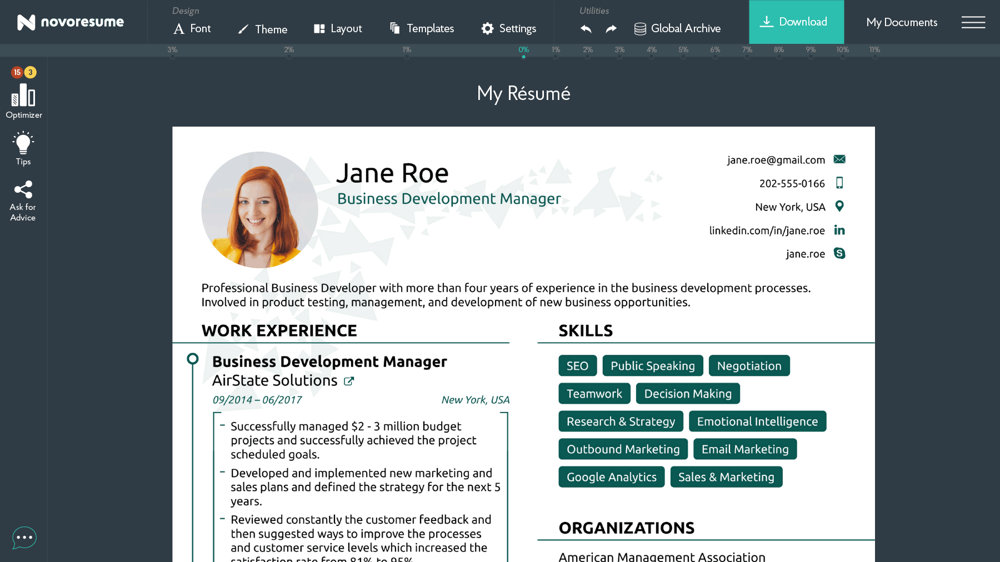 novoresume
Design
Font
Theme
Layout
Templates
Settings
Utilities
Global Archive
Download
My Documents
3% 2% 1% 0% 1% 2% 3% 4% 5% 6% 7% 8% 9% 10% 11%
15 3
Optimizer
Tips
Ask for
Advice
My Résumé
Jane Roe
Business Development Manager
jane.roe@gmail.com
202-555-0166
New York, USA
linkedin.com/in/jane.roe
in
jane.roe
S
Professional Business Developer with more than four years of experience in the business development processes.
Involved in product testing, management, and development of new business opportunities.
WORK EXPERIENCE
Business Development Manager
AirState Solutions
09/2014 – 06/2017 New York, USA
- Successfully managed $2 - 3 million budget
projects and successfully achieved the project
scheduled goals.
- Developed and implemented new marketing and
sales plans and defined the strategy for the next 5
years.
- Reviewed constantly the customer feedback and
then suggested ways to improve the processes
and customer service levels which increased the
satisfaction rate from 81% to 95%
SKILLS
SEO Public Speaking Negotiation
Teamwork Decision Making
Research & Strategy Emotional Intelligence
Outbound Marketing Email Marketing
Google Analytics Sales & Marketing
ORGANIZATIONS
American Management Association